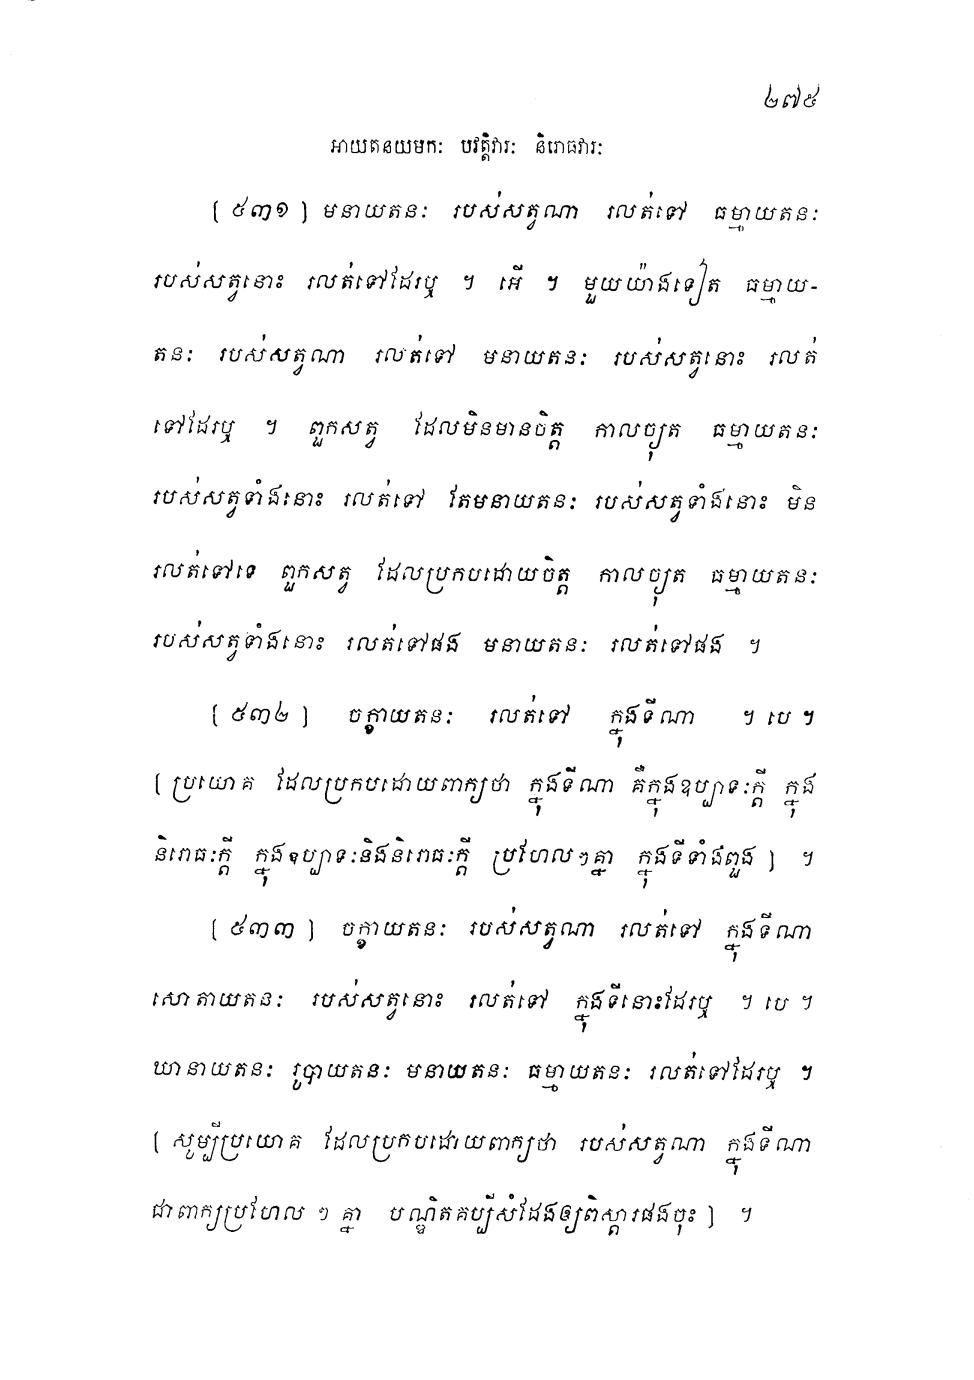 ២៧៥
អាយតនយមកៈ បវត្តិវារៈ និរោធវារៈ
[ ៥៣១ ] មនាយតនៈ របស់សត្វណា រលត់ទៅ ធម្មាយតនៈ
របស់សត្វនោះ រលត់ទៅដែរឬ ។ អើ ។ មួយយ៉ាងទៀត ធម្មាយ-
តនៈ របស់សត្វណា រលត់ទៅ មនាយតនៈ របស់សត្វនោះ រលត់
ទៅដែរឬ ។ ពួកសត្វ ដែលមិនមានចិត្ត កាលច្យុត ធម្មាយតនៈ
របស់សត្វទាំងនោះ រលត់ទៅ តែមនាយតនៈ របស់សត្វទាំងនោះ មិន
រលត់ទៅទេ ពួកសត្វ ដែលប្រកបដោយចិត្ត កាលច្យុត ធម្មាយតនៈ
របស់សត្វទាំងនោះ រលត់ទៅផង មនាយតនៈ រលត់ទៅផង ។
[ ៥៣២ ] ចក្ខាយតនៈ រលត់ទៅ ក្នុងទីណា ។ បេ ។
[ ប្រយោគ ដែលប្រកបដោយពាក្យថា ក្នុងទីណា គឺក្នុងឧប្បាទៈក្តី ក្នុង
និរោធៈក្តី ក្នុងឧប្បាទៈនិងនិរោធៈក្តី ប្រហែលៗគ្នា ក្នុងទីទាំងពួង ] ។
[ ៥៣៣ ] ចក្ខាយតនៈ របស់សត្វណា រលត់ទៅ ក្នុងទីណា
សោតាយតនៈ របស់សត្វនោះ រលត់ទៅ ក្នុងទីនោះដែរឬ ។ បេ ។
ឃានាយតនៈ រូបាយតនៈ មនាយតនៈ ធម្មាយតនៈ រលត់ទៅដែរឬ ។
[ សូម្បីប្រយោគ ដែលប្រកបដោយពាក្យថា របស់សត្វណា ក្នុងទីណា
ជាពាក្យប្រហែល ៗ គ្នា បណ្ឌិតគប្បីសំដែងឲ្យពិស្តារផងចុះ ] ។